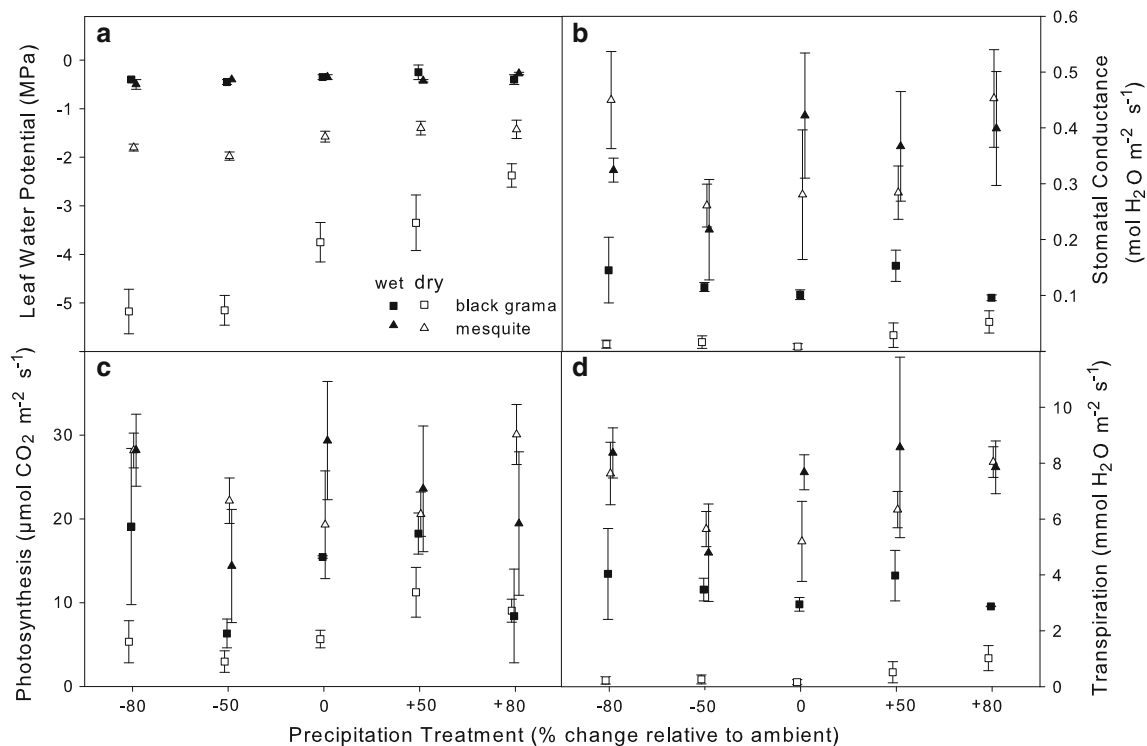 a
b
Leaf Water Potential (MPa)
0
-1
-2
-3
-4
-5
wet dry
black grama
mesquite
0.6
0.5
0.4
0.3
0.2
0.1
Stomatal Conductance
(mol H₂O m⁻² s⁻¹)
c
d
Photosynthesis (µmol CO₂ m⁻² s⁻¹)
30
20
10
0
10
8
6
4
2
0
Transpiration (mmol H₂O m⁻² s⁻¹)
-80 -50 0 +50 +80
-80 -50 0 +50 +80
Precipitation Treatment (% change relative to ambient)